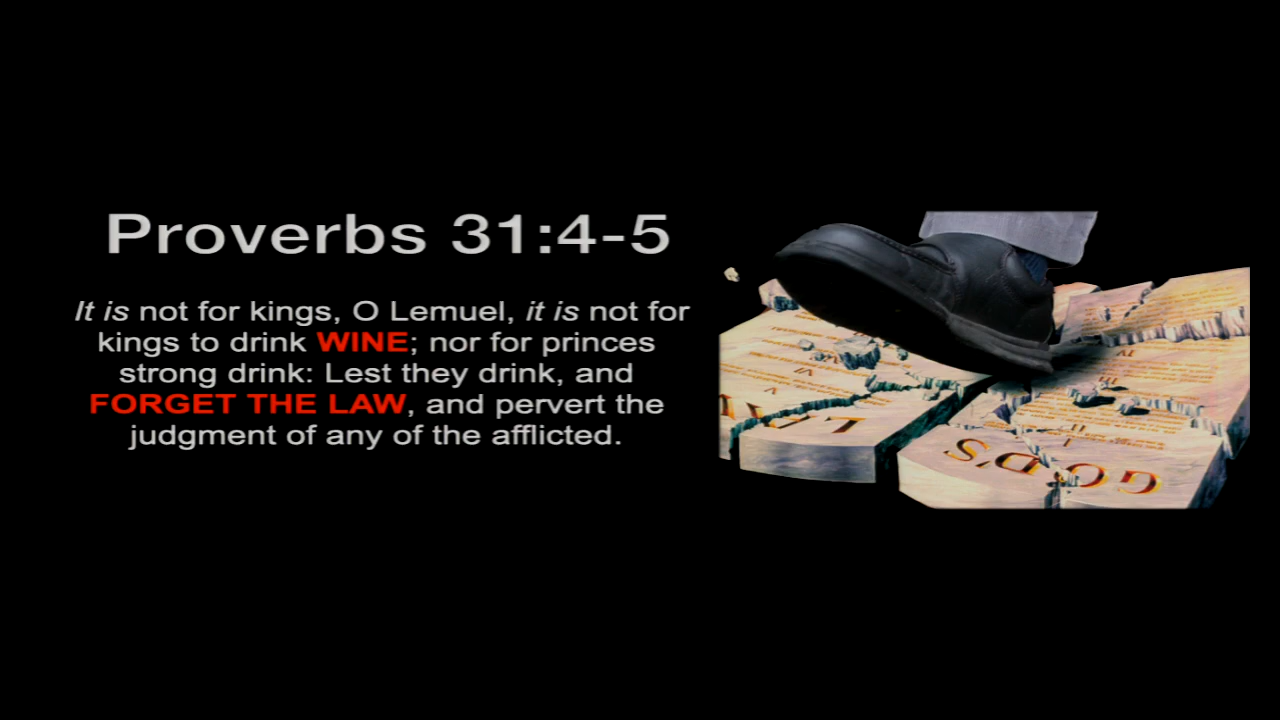 Proverbs 31:4-5
It is not for kings, O Lemuel, it is not for
kings to drink WINE; nor for princes
strong drink: Lest they drink, and
FORGET THE LAW, and pervert the
judgment of any of the afflicted.
GOD'S